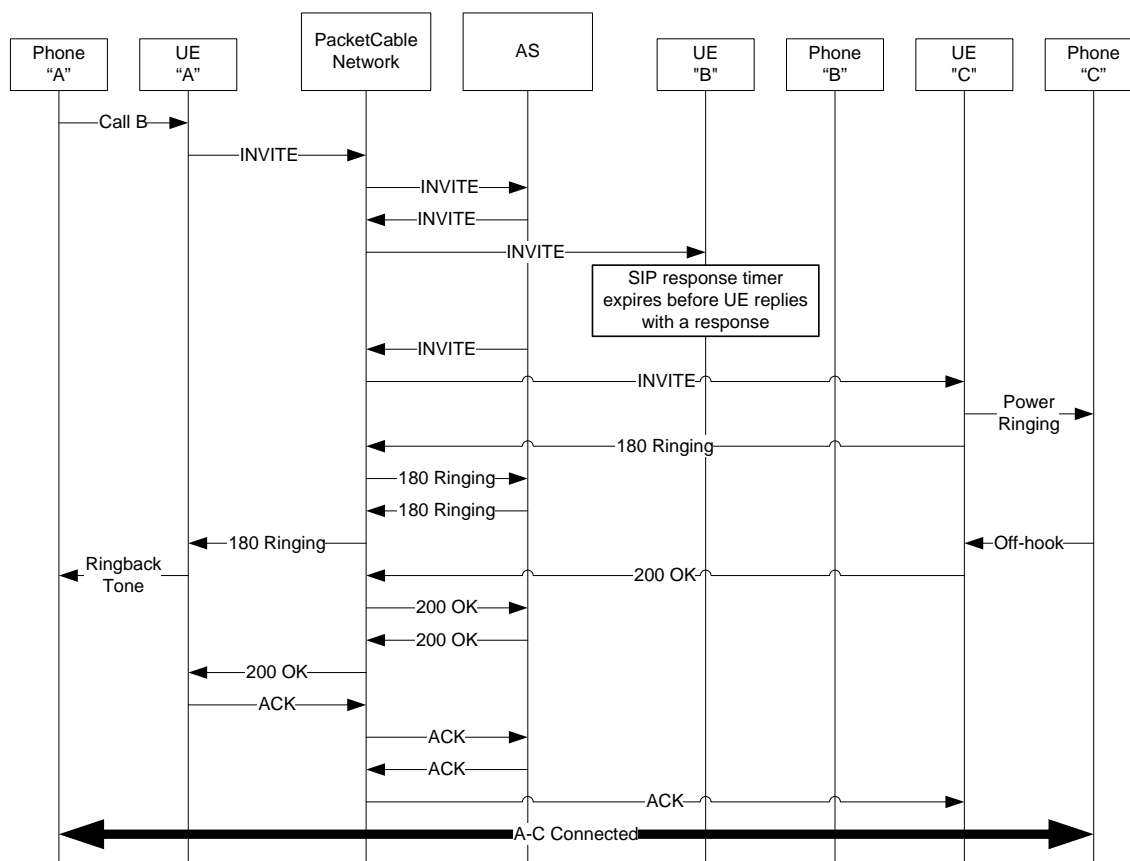 Phone
“A”
UE
“A”
PacketCable
Network
AS
UE
"B"
Phone
“B”
UE
"C"
Phone
“C”
Call B
INVITE
INVITE
INVITE
INVITE
SIP response timer
expires before UE replies
with a response
INVITE
INVITE
Power
Ringing
180 Ringing
180 Ringing
180 Ringing
180 Ringing
Off-hook
Ringback
Tone
200 OK
200 OK
200 OK
200 OK
ACK
ACK
ACK
ACK
A-C Connected